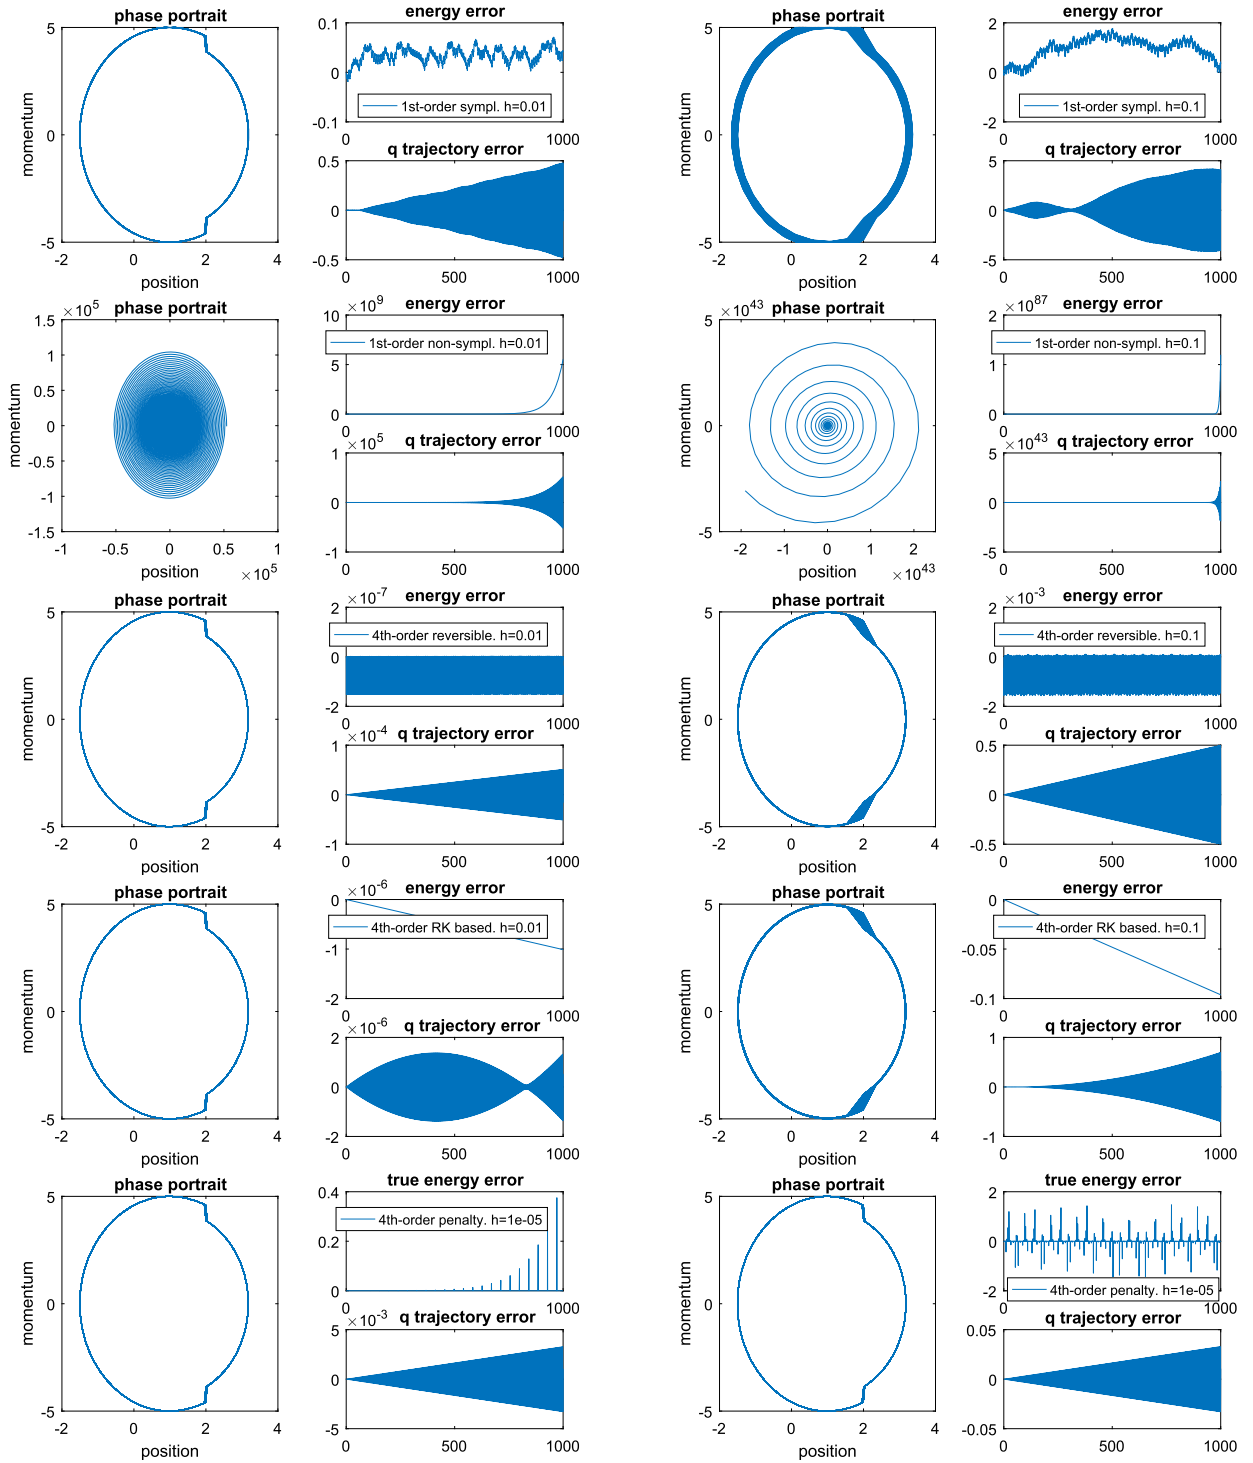 phase portrait
energy error
5
0
-5
momentum
-2 0 2 4
position
0.1
0
-0.1
1st-order sympl. h=0.01
0 500 1000
q trajectory error
0.5
0
-0.5
0 500 1000
phase portrait
energy error
5
0
-5
momentum
-2 0 2 4
position
2
0
-2
1st-order sympl. h=0.1
0 500 1000
q trajectory error
5
0
-5
0 500 1000
×10^5 phase portrait
1.5
1
0.5
0
-0.5
-1
-1.5
momentum
-1 -0.5 0 0.5 1
position ×10^5
×10^9 energy error
10
5
0
1st-order non-sympl. h=0.01
0 500 1000
×10^5 q trajectory error
1
0
-1
0 500 1000
×10^43 phase portrait
5
0
-5
momentum
-2 -1 0 1 2
position ×10^43
×10^87 energy error
2
1
0
1st-order non-sympl. h=0.1
0 500 1000
×10^43 q trajectory error
5
0
-5
0 500 1000
phase portrait
5
0
-5
momentum
-2 0 2 4
position
×10^-7 energy error
2
0
-2
4th-order reversible. h=0.01
0 500 1000
×10^-4 q trajectory error
1
0
-1
0 500 1000
phase portrait
5
0
-5
momentum
-2 0 2 4
position
×10^-3 energy error
2
0
-2
4th-order reversible. h=0.1
0 500 1000
q trajectory error
0.5
0
-0.5
0 500 1000
phase portrait
5
0
-5
momentum
-2 0 2 4
position
×10^-6 energy error
0
-1
-2
4th-order RK based. h=0.01
0 500 1000
×10^-6 q trajectory error
2
0
-2
0 500 1000
phase portrait
5
0
-5
momentum
-2 0 2 4
position
energy error
0
-0.05
-0.1
4th-order RK based. h=0.1
0 500 1000
q trajectory error
1
0
-1
0 500 1000
phase portrait
5
0
-5
momentum
-2 0 2 4
position
true energy error
0.4
0.2
0
4th-order penalty. h=1e-05
0 500 1000
×10^-3 q trajectory error
5
0
-5
0 500 1000
phase portrait
5
0
-5
momentum
-2 0 2 4
position
true energy error
2
0
-2
4th-order penalty. h=1e-05
0 500 1000
q trajectory error
0.05
0
-0.05
0 500 1000